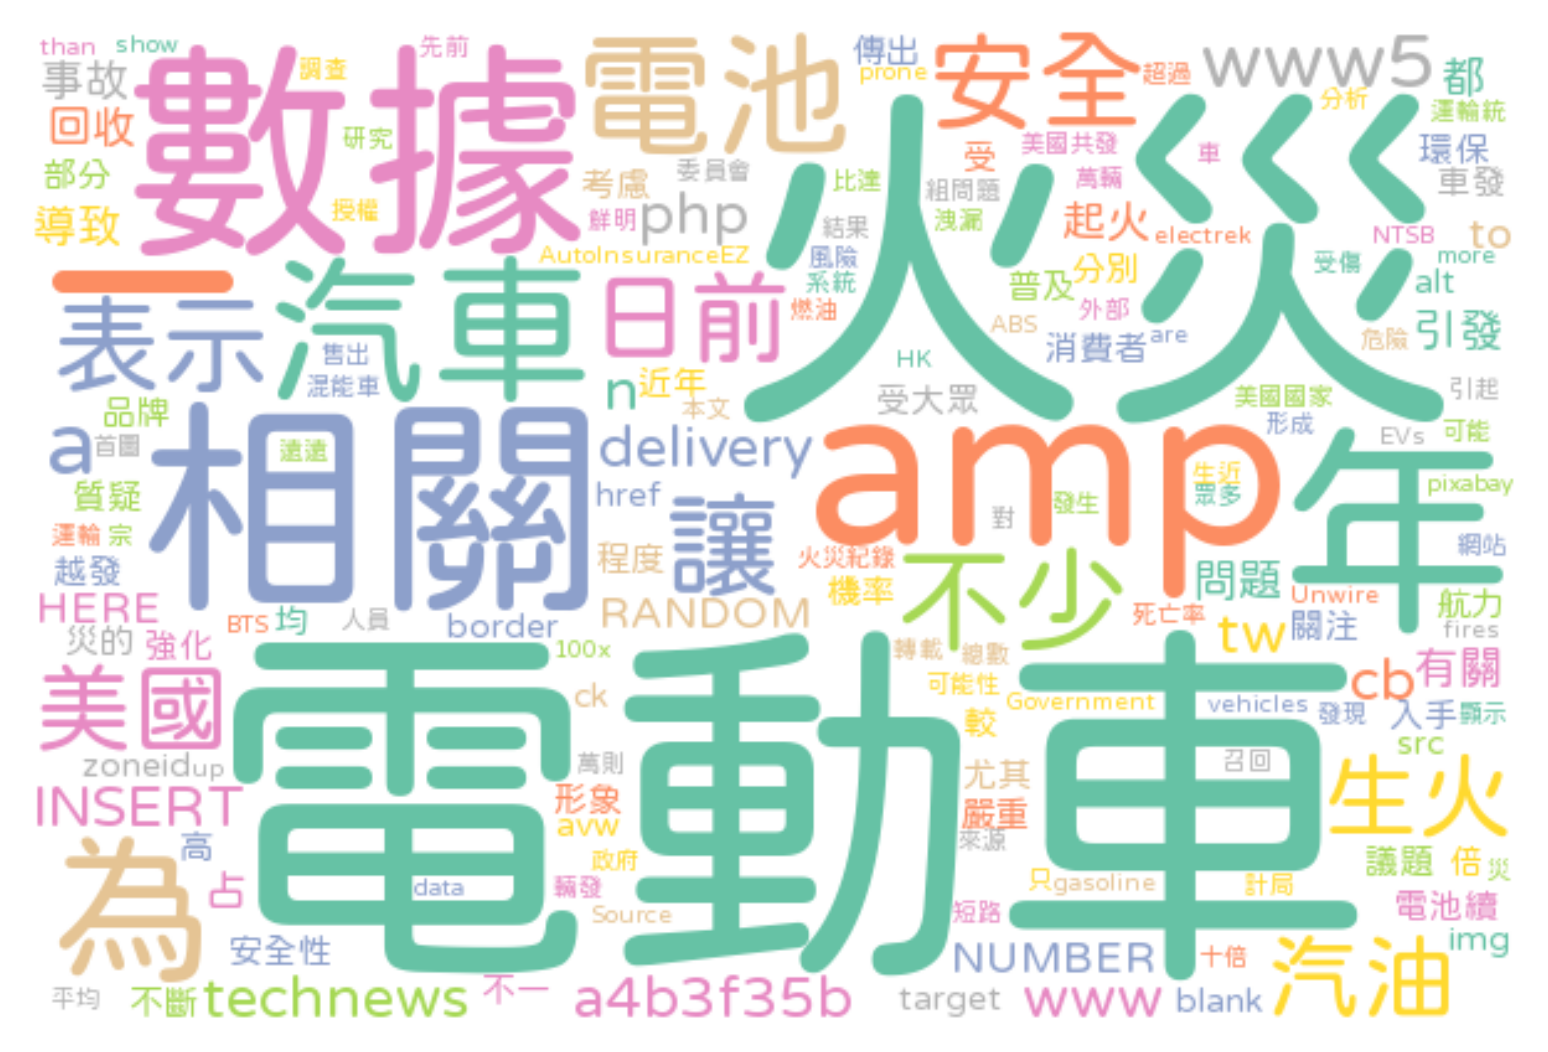 than show 先前 傳出 www5 都
事故 數據 調查 電池 prone 安全 超過 分析 運輸統
回收 研究 美國共發 車 環保
部分 考慮 委員會 比達 受 萬輛 車發
導致 授權 鮮明 php 結果 組問題 洩漏 起火 electrek NTSB to
AutoInsuranceEZ 風險 火災 受傷 more
一 汽車 日前 系統 普及 分別 alt
表示 燃油 ABS 外部 危險 引發
售出 HK 消費者 are
混能車 n 近年 受大眾 美國國家 引起
品牌 本文 形成 EVs 可能
a 首圖 相關 遠遠 delivery amp 生近 年 pixabay
質疑 href 讓 對 發生 眾多
運輸 宗 程度 火災紀錄 網站
越發 機率 不少 問題 Unwire 航力
HERE BTS 均 人員 border RANDOM 死亡率 tw 關注 fires
災的 強化 100x 轉載 總數
美國 電動車 ck 可能性 Government cb 有關
較 vehicles 發現 入手 顯示
zoneid up 萬則 召回 src
INSERT 形象 尤其 生火
avw 嚴重
為 高 政府 來源 議題 倍 災
占 data 輛發 只 gasoline 計局
Source 短路 電池續
安全性 NUMBER 十倍 汽油 img
平均 不斷 technews 不一 a4b3f35b target www blank